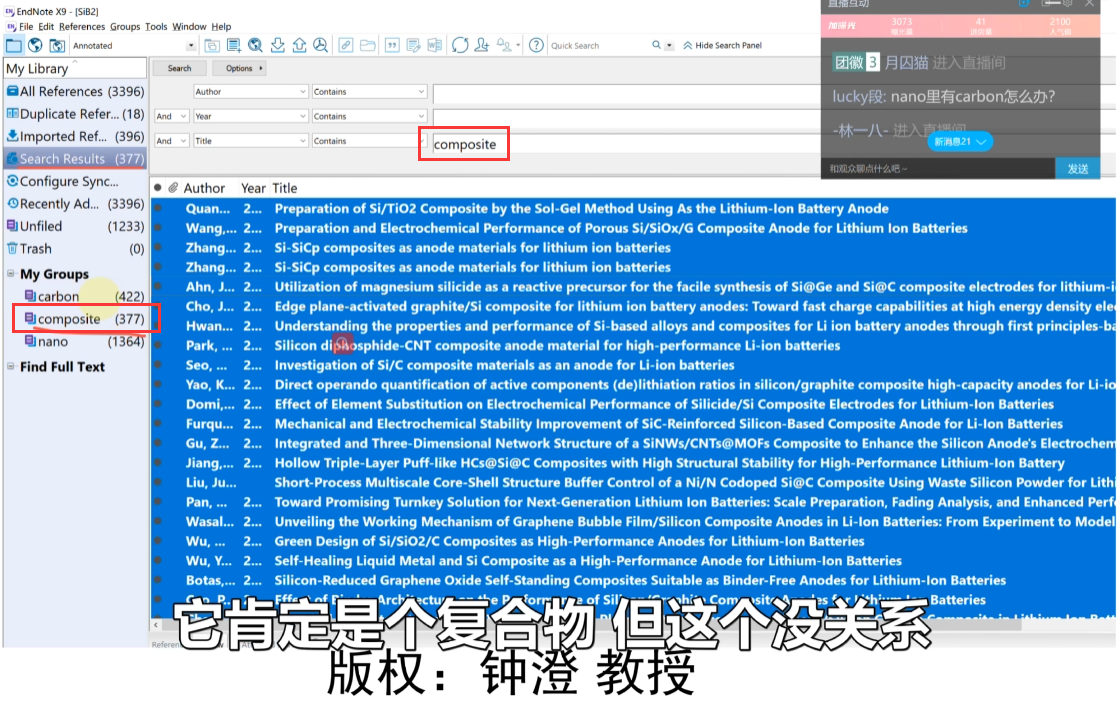 EndNote X9 - [SiB2]
File Edit References Groups Tools Window Help
Annotated
Quick Search
Hide Search Panel
My Library
All References (3396)
Duplicate Refer... (18)
Imported Ref... (396)
Search Results (377)
Configure Sync...
Recently Ad... (3396)
Unfiled (1233)
Trash (0)
My Groups
carbon (422)
composite (377)
nano (1364)
Find Full Text
Search Options
Author Contains
And Year Contains
And Title Contains composite
Author Year Title
Quan... 2... Preparation of Si/TiO2 Composite by the Sol-Gel Method Using As the Lithium-Ion Battery Anode
Wang,... 2... Preparation and Electrochemical Performance of Porous Si/SiOx/G Composite Anode for Lithium Ion Batteries
Zhang... 2... Si-SiCp composites as anode materials for lithium ion batteries
Zhang... 2... Si-SiCp composites as anode materials for lithium ion batteries
Ahn, J... 2... Utilization of magnesium silicide as a reactive precursor for the facile synthesis of Si@Ge and Si@C composite electrodes for lithium-i
Cho, J... 2... Edge plane-activated graphite/Si composite for lithium ion battery anodes: Toward fast charge capabilities at high energy density ele
Hwan... 2... Understanding the properties and performance of Si-based alloys and composites for Li ion battery anodes through first principles-b
Park, ... 2... Silicon diphosphide-CNT composite anode material for high-performance Li-ion batteries
Seo, ... 2... Investigation of Si/C composite materials as an anode for Li-ion batteries
Yao, K... 2... Direct operando quantification of active components (de)lithiation ratios in silicon/graphite composite high-capacity anodes for Li-io
Domi,... 2... Effect of Element Substitution on Electrochemical Performance of Silicide/Si Composite Electrodes for Lithium-Ion Batteries
Furqu... 2... Mechanical and Electrochemical Stability Improvement of SiC-Reinforced Silicon-Based Composite Anode for Li-Ion Batteries
Gu, Z... 2... Integrated and Three-Dimensional Network Structure of a SiNWs/CNTs@MOFs Composite to Enhance the Silicon Anode's Electrochem
Jiang,... 2... Hollow Triple-Layer Puff-like HCs@Si@C Composites with High Structural Stability for High-Performance Lithium-Ion Battery
Liu, Ju... Short-Process Multiscale Core-Shell Structure Buffer Control of a Ni/N Codoped Si@C Composite Using Waste Silicon Powder for Lithi
Pan, ... 2... Toward Promising Turnkey Solution for Next-Generation Lithium Ion Batteries: Scale Preparation, Fading Analysis, and Enhanced Perf
Wasal... 2... Unveiling the Working Mechanism of Graphene Bubble Film/Silicon Composite Anodes in Li-Ion Batteries: From Experiment to Model
Wu, ... 2... Green Design of Si/SiO2/C Composites as High-Performance Anodes for Lithium-Ion Batteries
Wu, Y... 2... Self-Healing Liquid Metal and Si Composite as a High-Performance Anode for Lithium-Ion Batteries
Botas,... 2... Silicon-Reduced Graphene Oxide Self-Standing Composites Suitable as Binder-Free Anodes for Lithium-Ion Batteries
直播互动
3073 41 2100
团徽 3 月囚猫 进入直播间
lucky段: nano里有carbon怎么办?
-林一八- 进入直播间
新消息21
和观众聊点什么吧~ 发送
它肯定是个复合物 但这个没关系
版权：钟澄 教授